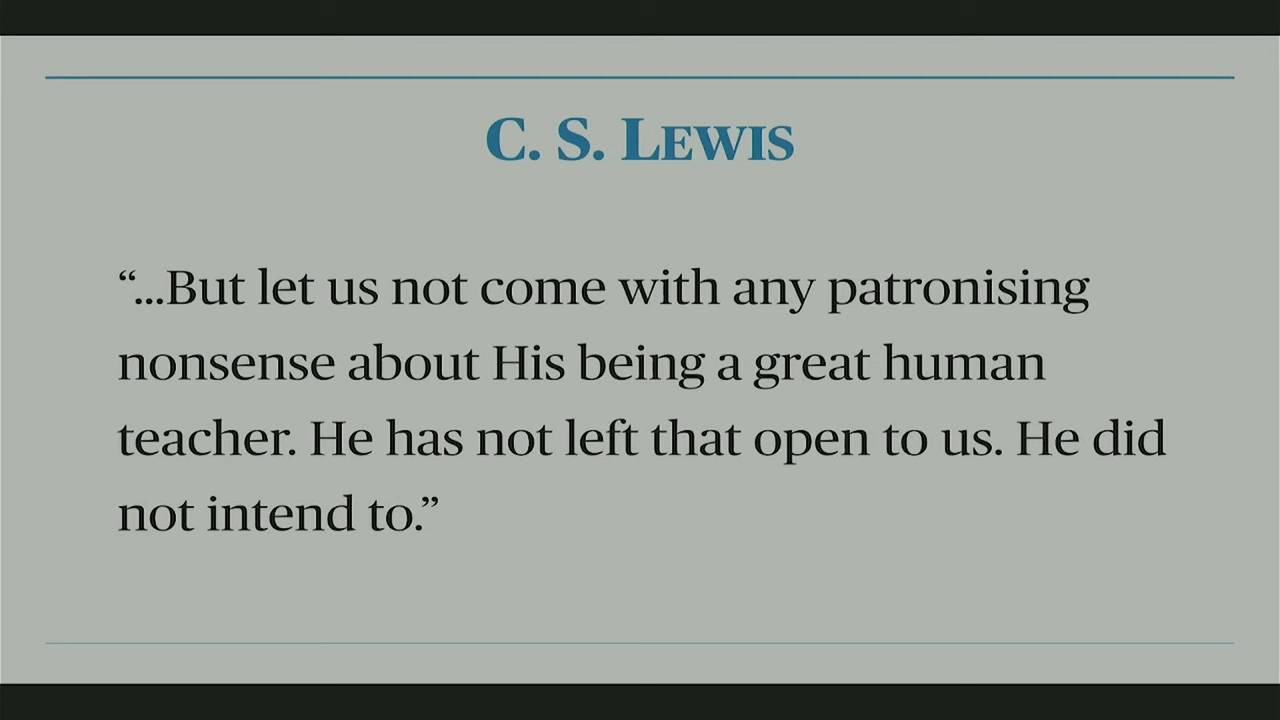 C. S. LEWIS
“...But let us not come with any patronising
nonsense about His being a great human
teacher. He has not left that open to us. He did
not intend to.”